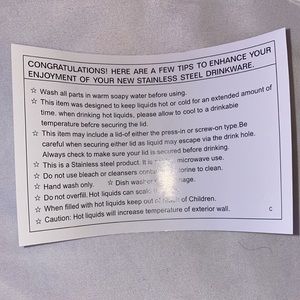 CONGRATULATIONS! HERE ARE A FEW TIPS TO ENHANCE YOUR
ENJOYMENT OF YOUR NEW STAINLESS STEEL DRINKWARE.
☆ Wash all parts in warm soapy water before using.
☆ This item was designed to keep liquids hot or cold for an extended amount of
time. when drinking hot liquids, please allow to cool to a drinkable
temperature before securing the lid.
☆ This item may include a lid-of either the press-in or screw-on type.Be
careful when securing either lid as liquid may escape via the drink hole.
Always check to make sure your lid is secured before drinking.
☆ This is a Stainless Steel product. It is microwave use.
☆ Do not use bleach or cleansers to clean.
☆ Hand wash only. ☆ Dish
☆ Do not overfill. Hot liquids can
☆ When filled with hot liquids keep out of Children.
☆ Caution: Hot liquids will increase temperature of exterior wall.
C